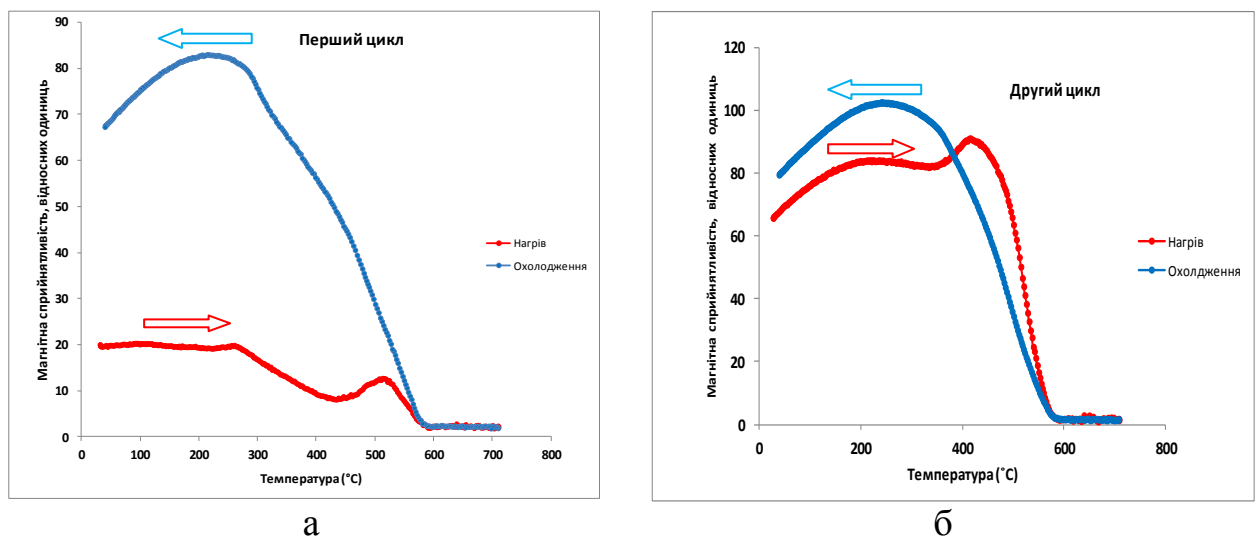 Перший цикл
Магнітна сприйнятливість, відносних одиниць
90
80
70
60
50
40
30
20
10
0
0 100 200 300 400 500 600 700 800
Температура (°C)
Нагрів
Охолодження
а
Другий цикл
Магнітна сприйнятливість, відносних одиниць
120
100
80
60
40
20
0
0 200 400 600 800
Температура (˚C)
Нагрів
Охолдження
б